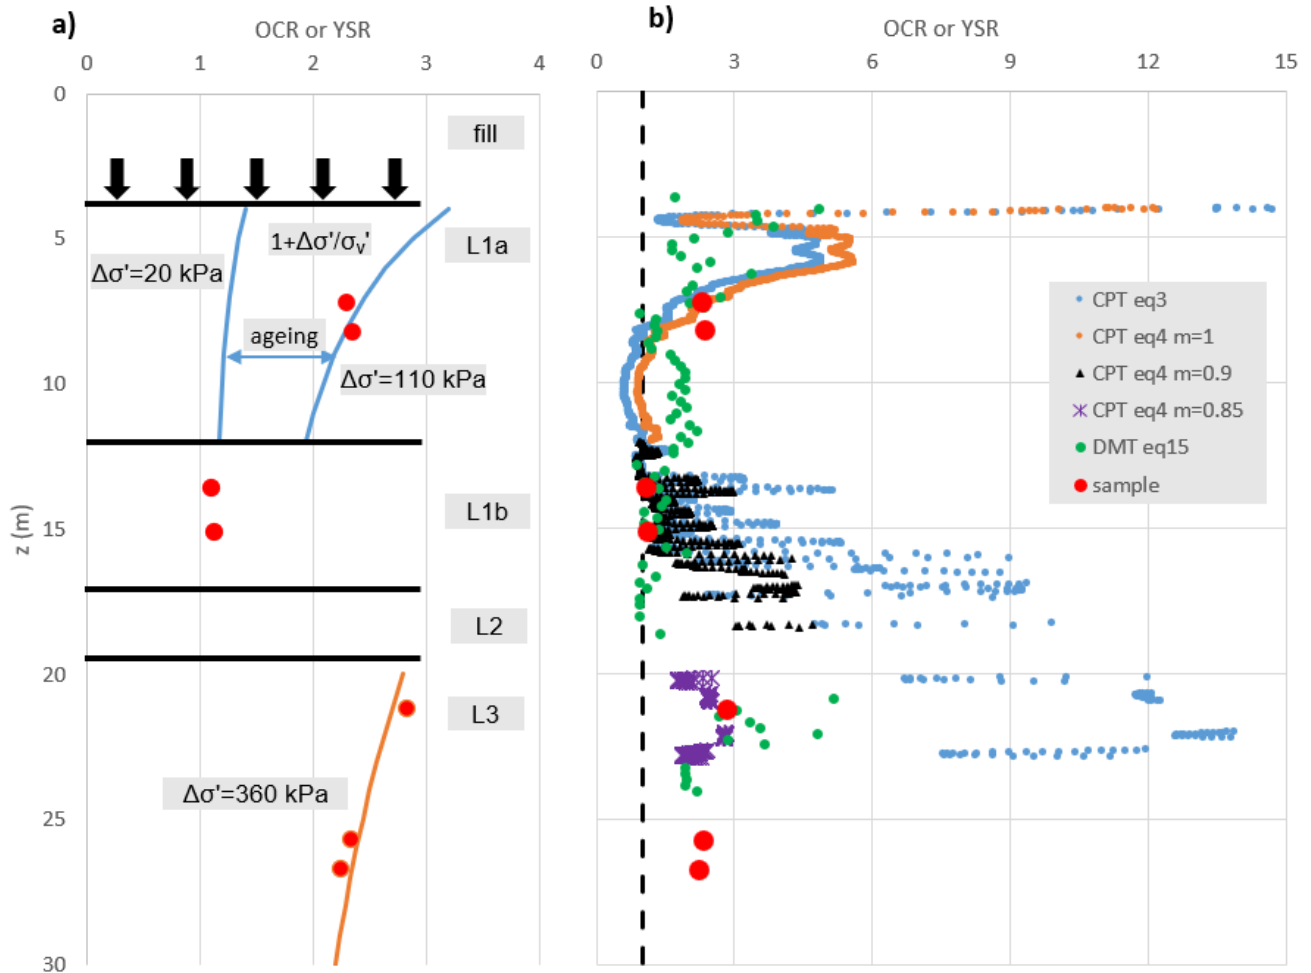 a)
OCR or YSR
0 1 2 3 4
0
5
10
15
20
25
30
z (m)
fill
1+Δσ'/σv'
L1a
Δσ'=20 kPa
ageing
Δσ'=110 kPa
L1b
L2
L3
Δσ'=360 kPa
b)
OCR or YSR
0 3 6 9 12 15
CPT eq3
CPT eq4 m=1
CPT eq4 m=0.9
CPT eq4 m=0.85
DMT eq15
sample